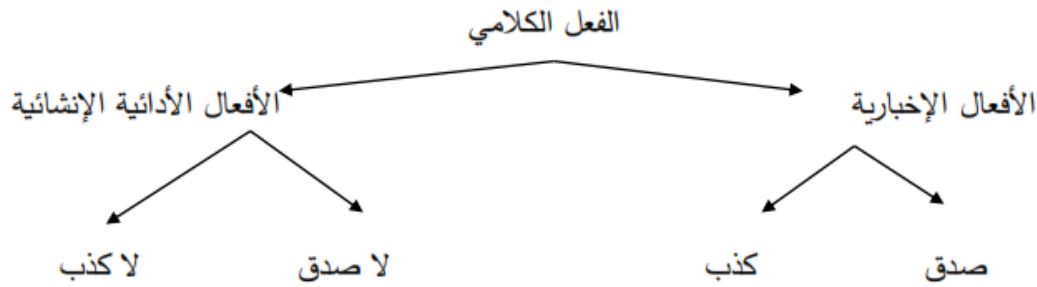 الفعل الكلامي
الأفعال الإخبارية
الأفعال الأدائية الإنشائية
صدق
كذب
لا صدق
لا كذب